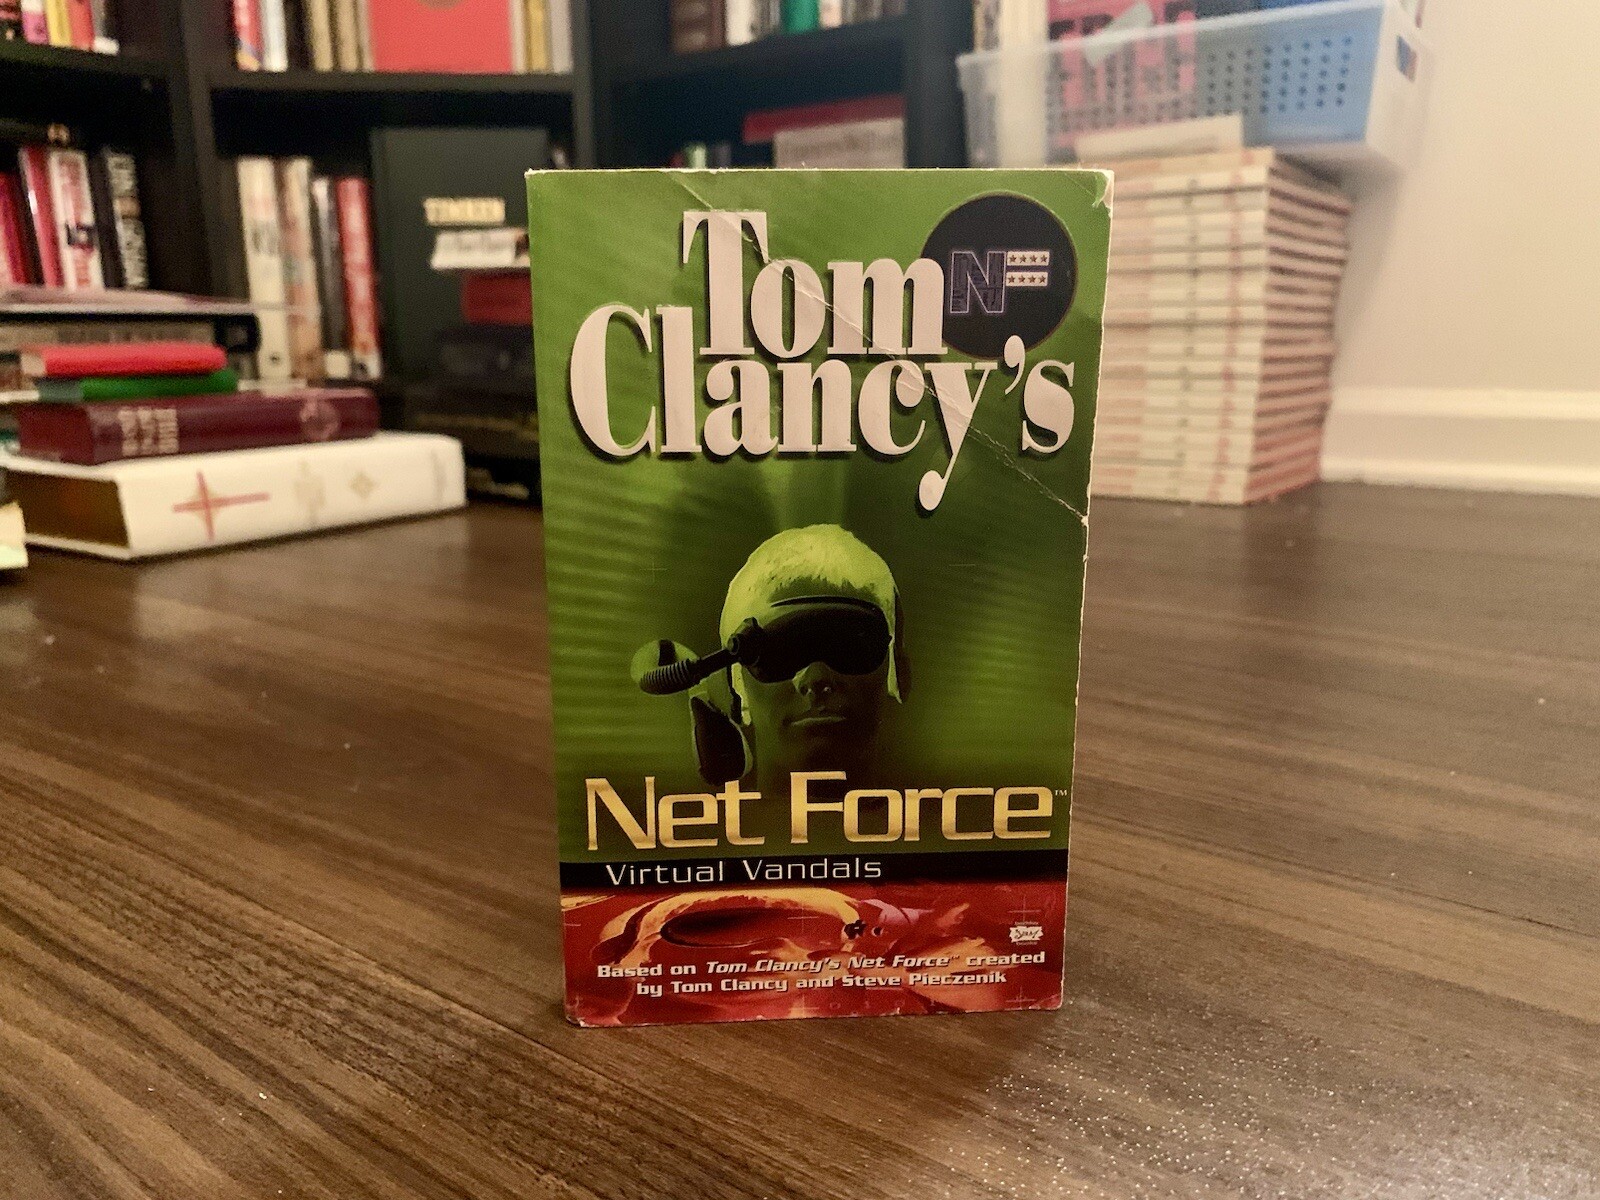 Tom
NF
Clancy's
Net Force™
Virtual Vandals
Based on Tom Clancy's Net Force™ created
by Tom Clancy and Steve Pieczenik